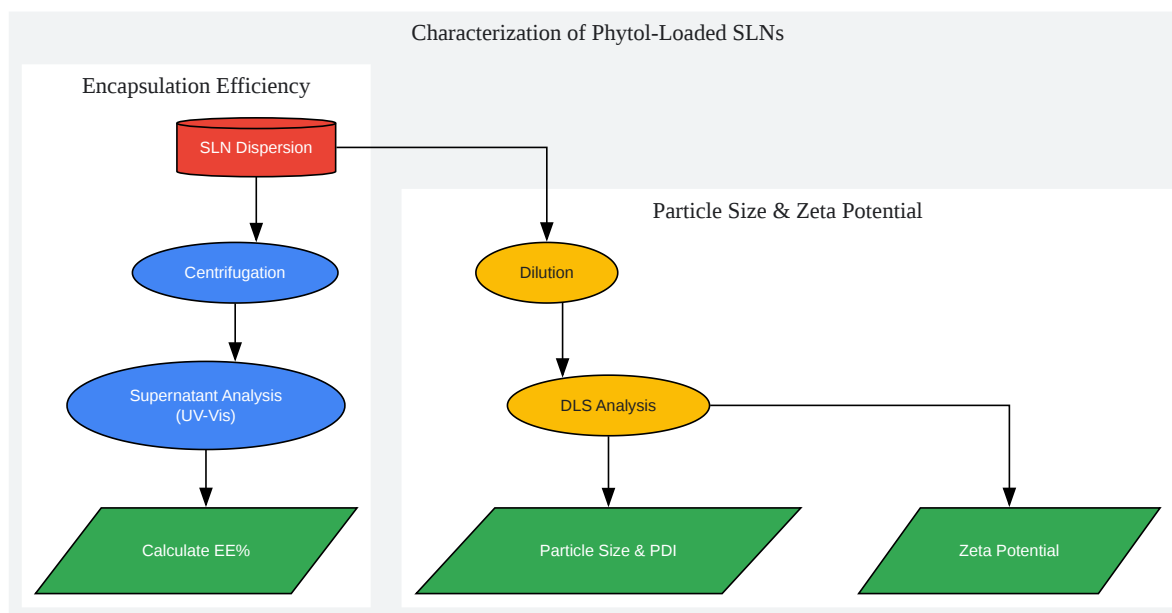 Characterization of Phytol-Loaded SLNs
Encapsulation Efficiency
SLN Dispersion
Particle Size & Zeta Potential
Centrifugation
Dilution
Supernatant Analysis
(UV-Vis)
DLS Analysis
Calculate EE%
Particle Size & PDI
Zeta Potential